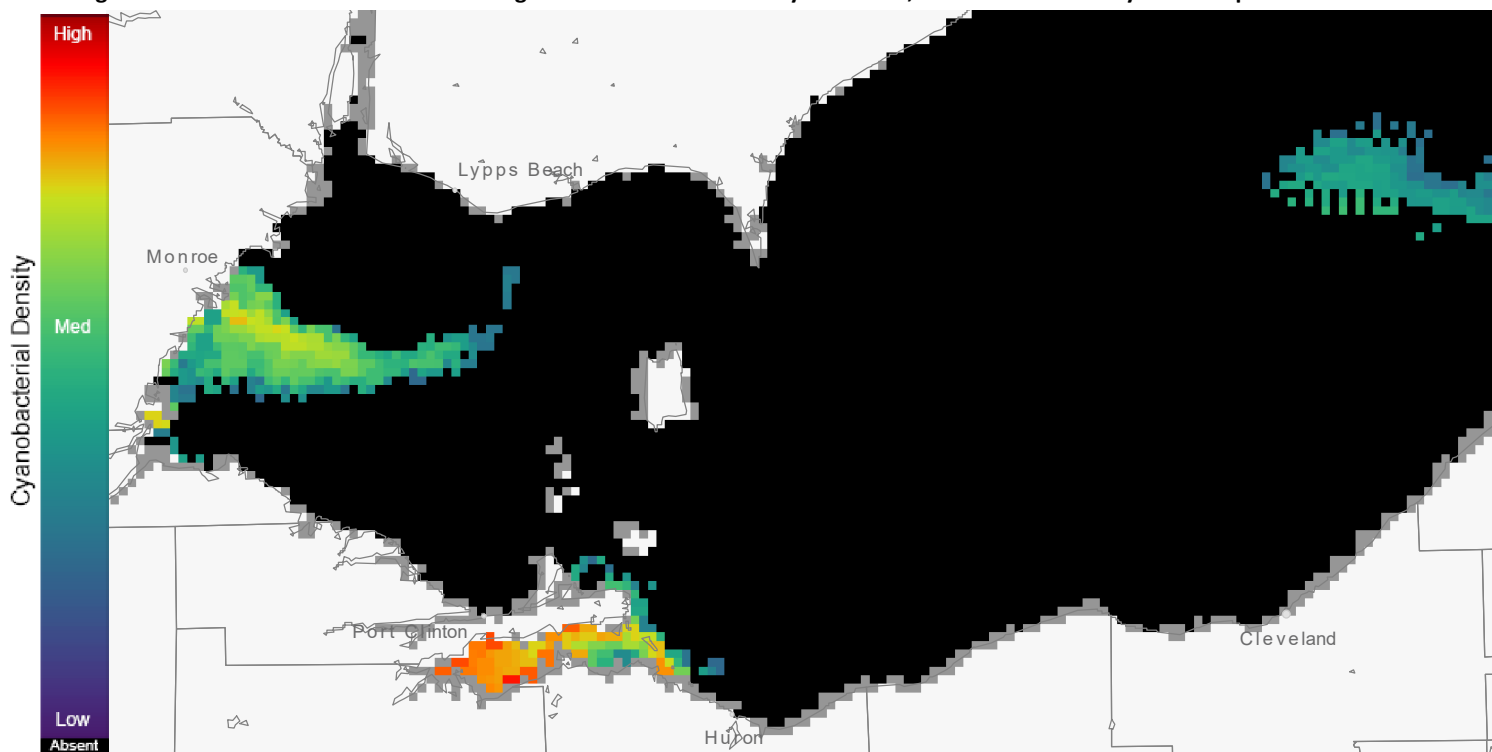 High
Med
Low
Absent
Cyanobacterial Density
Lypps Beach
Monroe
Port Clinton
Cleveland
Huron